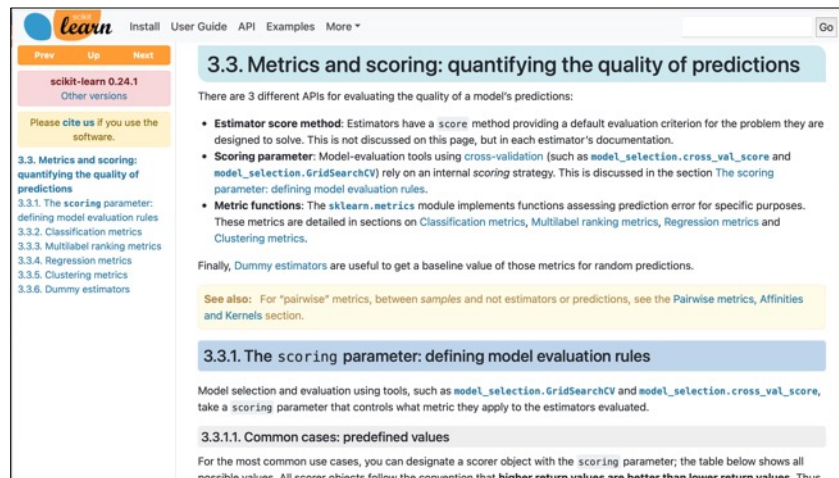 scikit
learn
Install User Guide API Examples More
Go
Prev Up Next
scikit-learn 0.24.1
Other versions
Please cite us if you use the
software.
3.3. Metrics and scoring:
quantifying the quality of
predictions
3.3.1. The scoring parameter:
defining model evaluation rules
3.3.2. Classification metrics
3.3.3. Multilabel ranking metrics
3.3.4. Regression metrics
3.3.5. Clustering metrics
3.3.6. Dummy estimators
3.3. Metrics and scoring: quantifying the quality of predictions
There are 3 different APIs for evaluating the quality of a model's predictions:
• Estimator score method: Estimators have a score method providing a default evaluation criterion for the problem they are
designed to solve. This is not discussed on this page, but in each estimator's documentation.
• Scoring parameter: Model-evaluation tools using cross-validation (such as model_selection.cross_val_score and
model_selection.GridSearchCV) rely on an internal scoring strategy. This is discussed in the section The scoring
parameter: defining model evaluation rules.
• Metric functions: The sklearn.metrics module implements functions assessing prediction error for specific purposes.
These metrics are detailed in sections on Classification metrics, Multilabel ranking metrics, Regression metrics and
Clustering metrics.
Finally, Dummy estimators are useful to get a baseline value of those metrics for random predictions.
See also: For "pairwise" metrics, between samples and not estimators or predictions, see the Pairwise metrics, Affinities
and Kernels section.
3.3.1. The scoring parameter: defining model evaluation rules
Model selection and evaluation using tools, such as model_selection.GridSearchCV and model_selection.cross_val_score,
take a scoring parameter that controls what metric they apply to the estimators evaluated.
3.3.1.1. Common cases: predefined values
For the most common use cases, you can designate a scorer object with the scoring parameter; the table below shows all
possible values. All scorer objects follow the convention that higher return values are better than lower return values. Thus